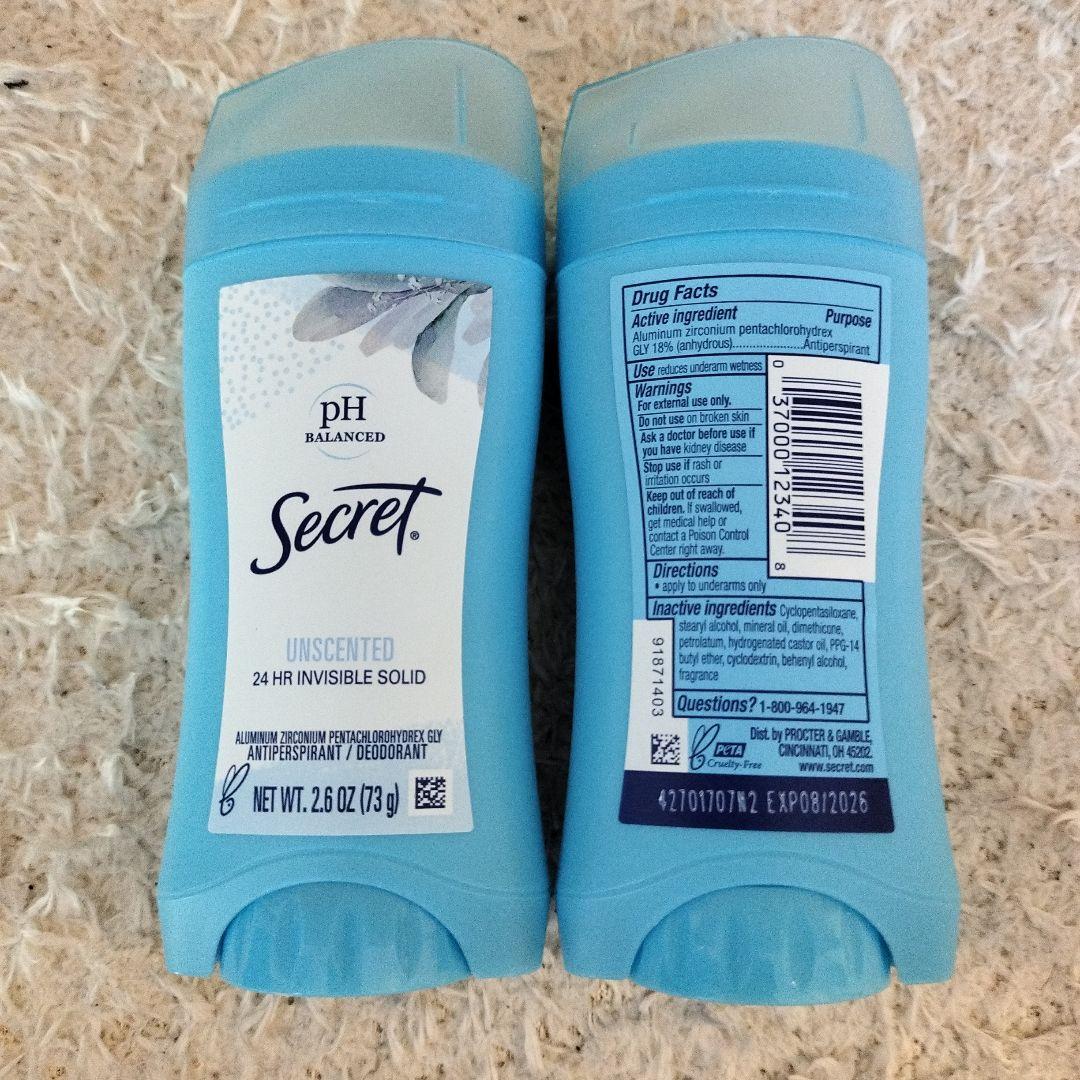 pH
BALANCED
Secret®
UNSCENTED
24 HR INVISIBLE SOLID
ALUMINUM ZIRCONIUM PENTACHLOROHYDREX GLY
ANTIPERSPIRANT / DEODORANT
NET WT. 2.6 OZ (73 g)
Drug Facts
Active ingredient Purpose
Aluminum zirconium pentachlorohydrex
GLY 18% (anhydrous)......................Antiperspirant
Use reduces underarm wetness
Warnings
For external use only.
Do not use on broken skin
Ask a doctor before use if
you have kidney disease
Stop use if rash or
irritation occurs
Keep out of reach of
children. If swallowed,
get medical help or
contact a Poison Control
Center right away.
0 37000 12340 8
Directions
• apply to underarms only
Inactive ingredients Cyclopentasiloxane,
stearyl alcohol, mineral oil, dimethicone,
petrolatum, hydrogenated castor oil, PPG-14
butyl ether, cyclodextrin, behenyl alcohol,
fragrance
91871403
Questions? 1-800-964-1947
PETA
Cruelty-Free
Dist. by PROCTER & GAMBLE,
CINCINNATI, OH 45202.
www.secret.com
42701707W2 EXP08/2026